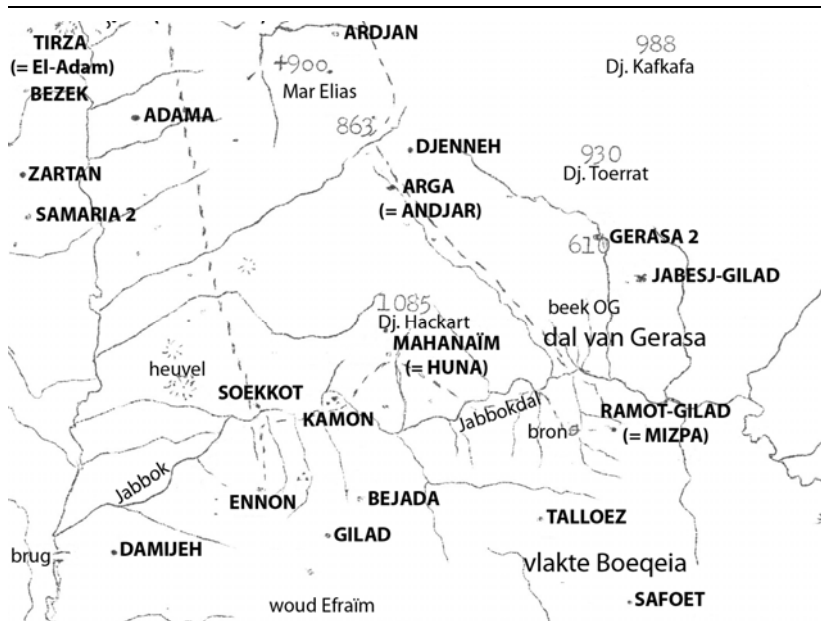 ARDJAN
TIRZA
(= El-Adam)
988
Dj. Kafkafa
+900
Mar Elias
BEZEK
ADAMA
863
DJENNEH
930
Dj. Toerrat
ZARTAN
ARGA
(= ANDJAR)
SAMARIA 2
610
GERASA 2
JABESJ-GILAD
1085
Dj. Hackart
beek OG
dal van Gerasa
MAHANAÏM
(= HUNA)
heuvel
SOEKKOT
KAMON
Jabbokdal
RAMOT-GILAD
(= MIZPA)
bron
Jabbok
ENNON
BEJADA
TALLOEZ
GILAD
brug
DAMIJEH
vlakte Boeqeia
woud Efraïm
SAFOET